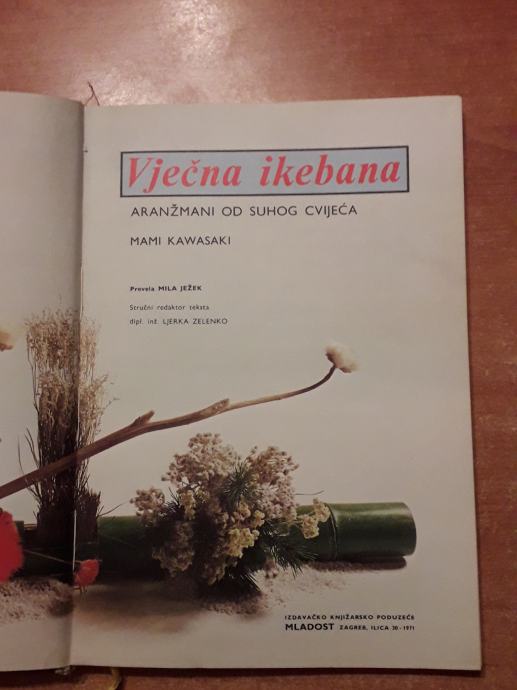 Vječna ikebana
ARANŽMANI OD SUHOG CVIJEĆA
MAMI KAWASAKI
Prevela MILA JEŽEK
Stručni redaktor teksta
dipl. inž. LJERKA ZELENKO
IZDAVAČKO KNJIŽARSKO PODUZEĆE
MLADOST ZAGREB, ILICA 30 - 1971